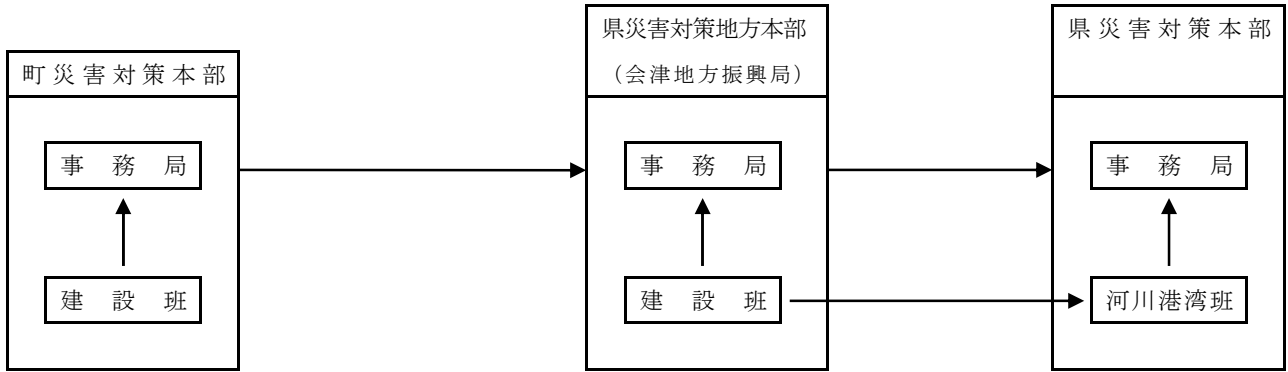 町災害対策本部
事務局
建設班
県災害対策地方本部
（会津地方振興局）
事務局
建設班
県災害対策本部
事務局
河川港湾班